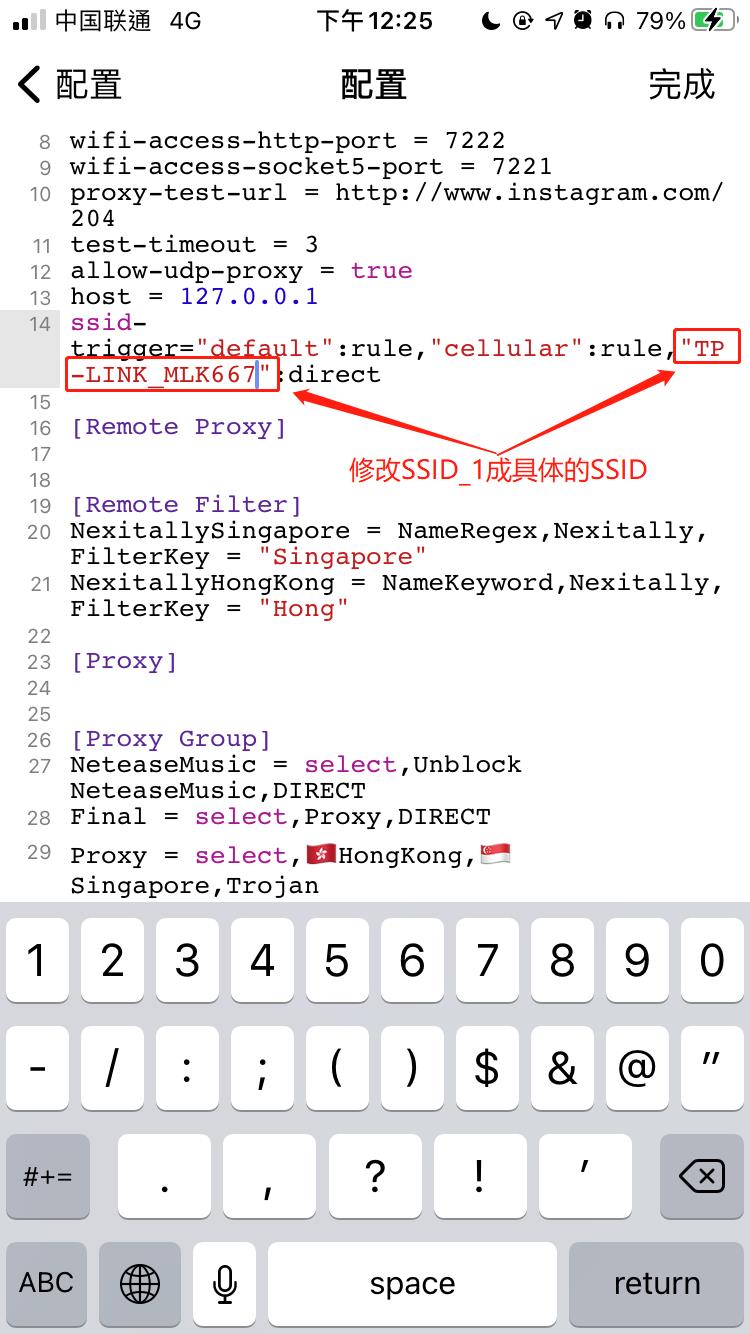 中国联通 4G 下午12:25 79%
配置 配置 完成
8 wifi-access-http-port = 7222
9 wifi-access-socket5-port = 7221
10 proxy-test-url = http://www.instagram.com/
204
11 test-timeout = 3
12 allow-udp-proxy = true
13 host = 127.0.0.1
14 ssid-
trigger="default":rule,"cellular":rule,"TP
-LINK_MLK667":direct
15
16 [Remote Proxy]
17
修改SSID_1成具体的SSID
18
19 [Remote Filter]
20 NexitallySingapore = NameRegex,Nexitally,
FilterKey = "Singapore"
21 NexitallyHongKong = NameKeyword,Nexitally,
FilterKey = "Hong"
22
23 [Proxy]
24
25
26 [Proxy Group]
27 NeteaseMusic = select,Unblock
NeteaseMusic,DIRECT
28 Final = select,Proxy,DIRECT
29 Proxy = select,🇭🇰HongKong,🇸🇬
Singapore,Trojan
1 2 3 4 5 6 7 8 9 0
- / : ; ( ) $ & @ "
#+= . , ? ! '
ABC space return